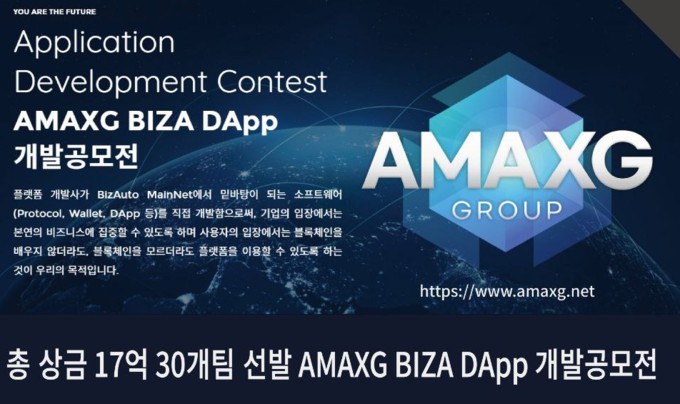 YOU ARE THE FUTURE
Application
Development Contest
AMAXG BIZA DApp
개발공모전
플랫폼 개발사가 BizAuto MainNet에서 밑바탕이 되는 소프트웨어
(Protocol, Wallet, DApp 등)를 직접 개발함으로써, 기업의 입장에서는
본연의 비즈니스에 집중할 수 있도록 하며 사용자의 입장에서는 블록체인을
배우지 않더라도, 블록체인을 모르더라도 플랫폼을 이용할 수 있도록 하는
것이 우리의 목적입니다.
AMAXG
GROUP
https://www.amaxg.net
총 상금 17억 30개팀 선발 AMAXG BIZA DApp 개발공모전